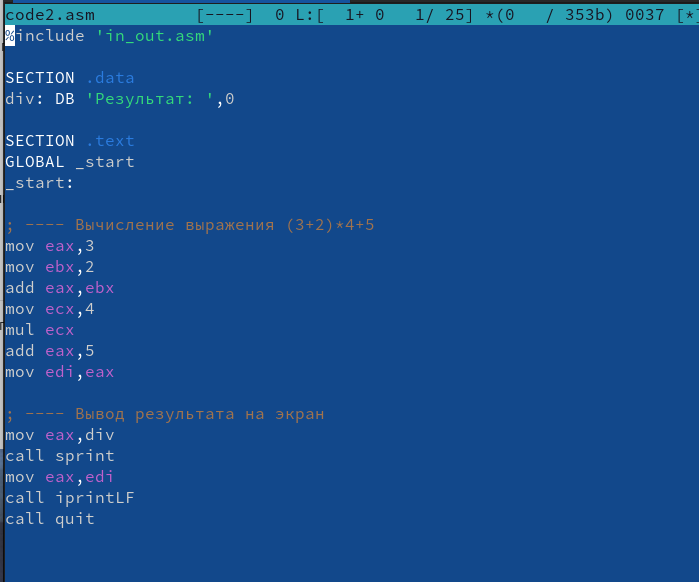 code2.asm [----] 0 L:[ 1+ 0 1/ 25] *(0 / 353b) 0037 [*]
%include 'in_out.asm'
SECTION .data
div: DB 'Результат: ',0
SECTION .text
GLOBAL _start
_start:
; ---- Вычисление выражения (3+2)*4+5
mov eax,3
mov ebx,2
add eax,ebx
mov ecx,4
mul ecx
add eax,5
mov edi,eax
; ---- Вывод результата на экран
mov eax,div
call sprint
mov eax,edi
call iprintLF
call quit